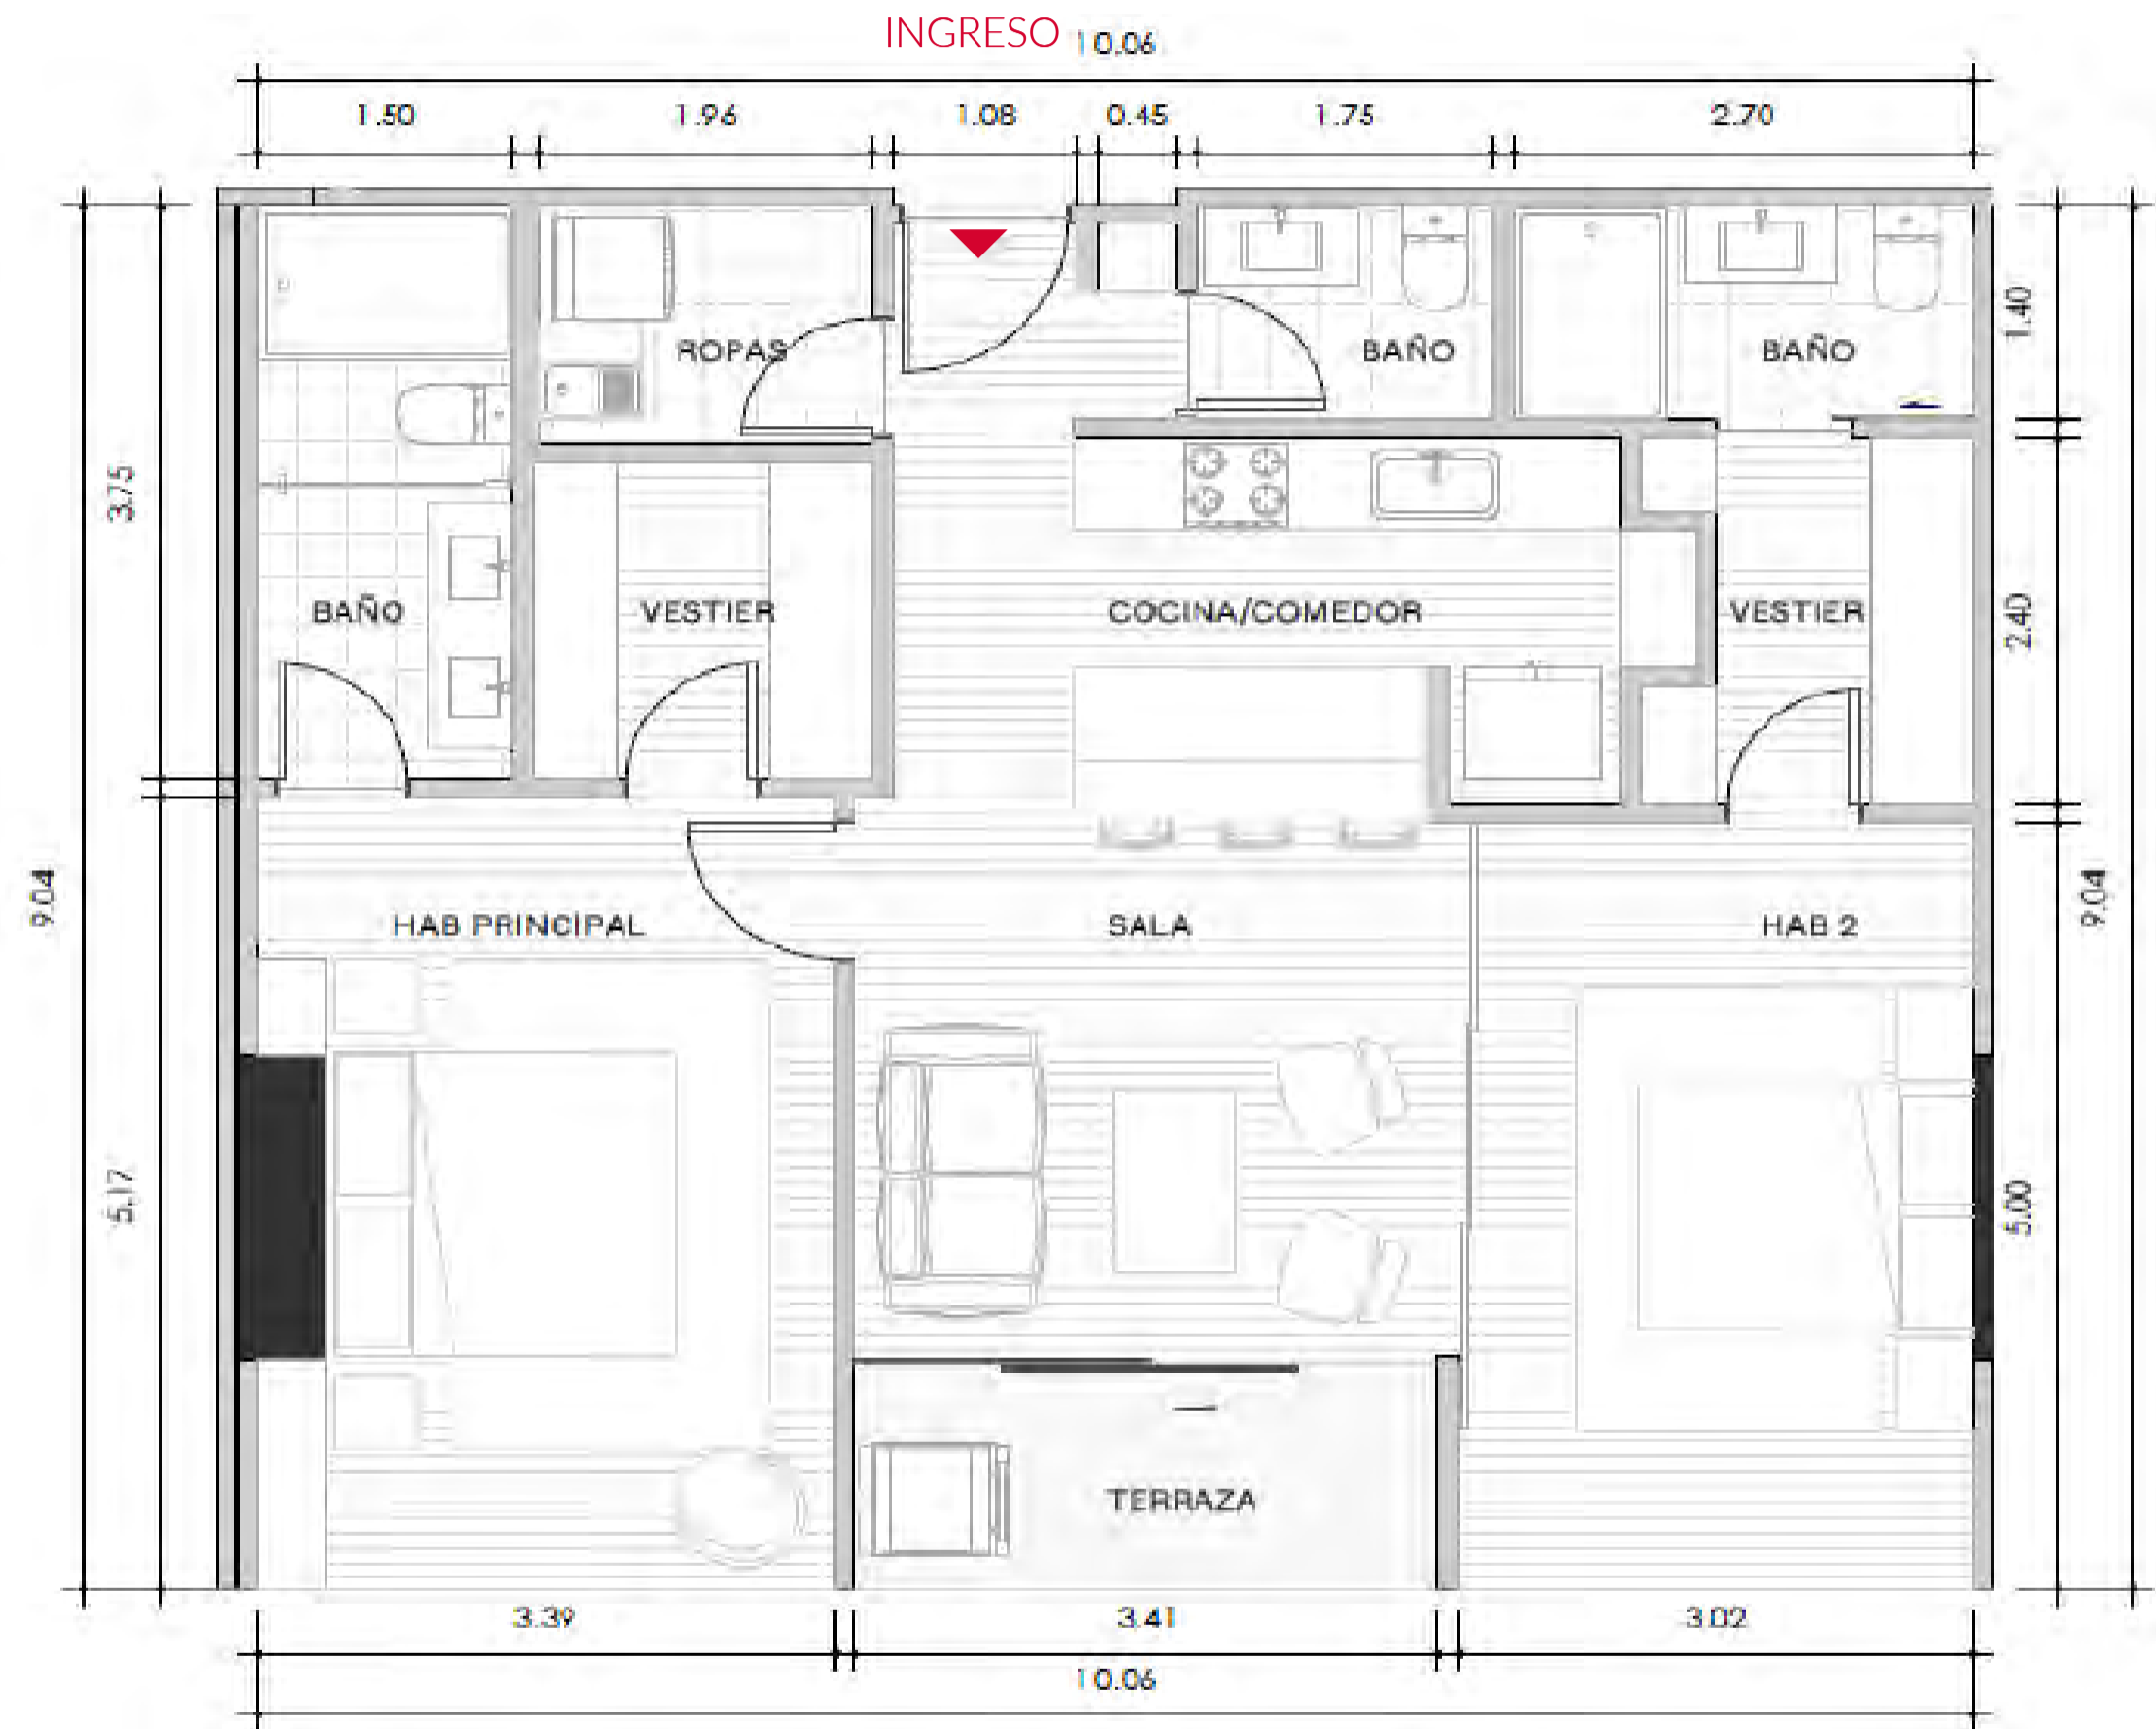 INGRESO
10.06
1.50 1.96 1.08 0.45 1.75 2.70
ROPAS BAÑO BAÑO
1.40
3.75
BAÑO VESTIER COCINA/COMEDOR VESTIER
2.40
9.04
9.04
HAB PRINCIPAL SALA HAB 2
5.17
5.00
TERRAZA
3.39 3.41 3.02
10.06